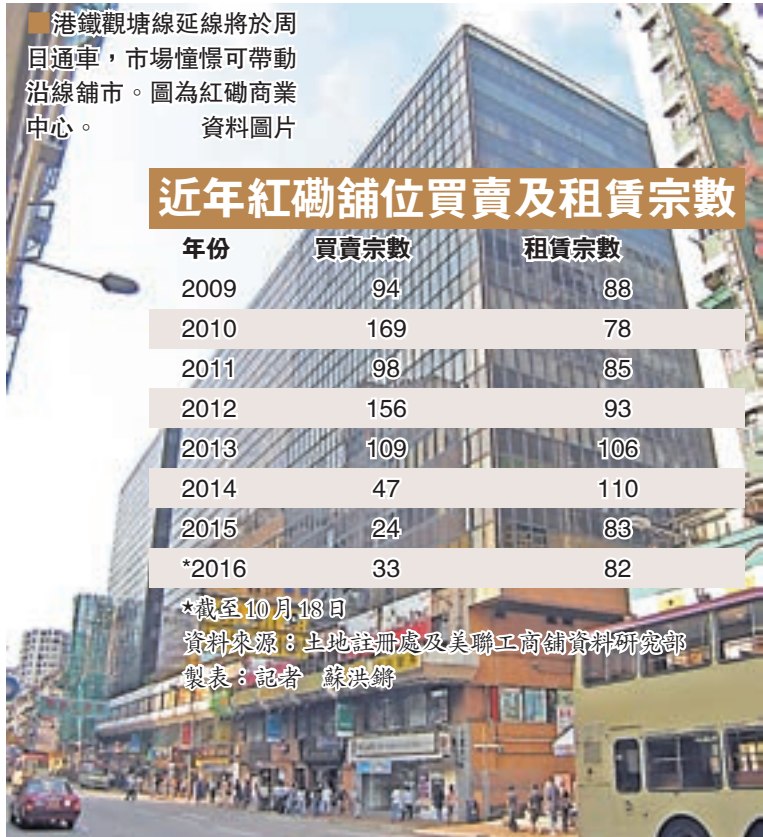 ■港鐵觀塘線延線將於周
日通車，市場憧憬可帶動
沿線舖市。圖為紅磡商業
中心。 資料圖片
近年紅磡舖位買賣及租賃宗數
年份 買賣宗數 租賃宗數
2009 94 88
2010 169 78
2011 98 85
2012 156 93
2013 109 106
2014 47 110
2015 24 83
*2016 33 82
★截至10月18日
資料來源：土地註冊處及美聯工商舖資料研究部
製表：記者 蘇洪鏘